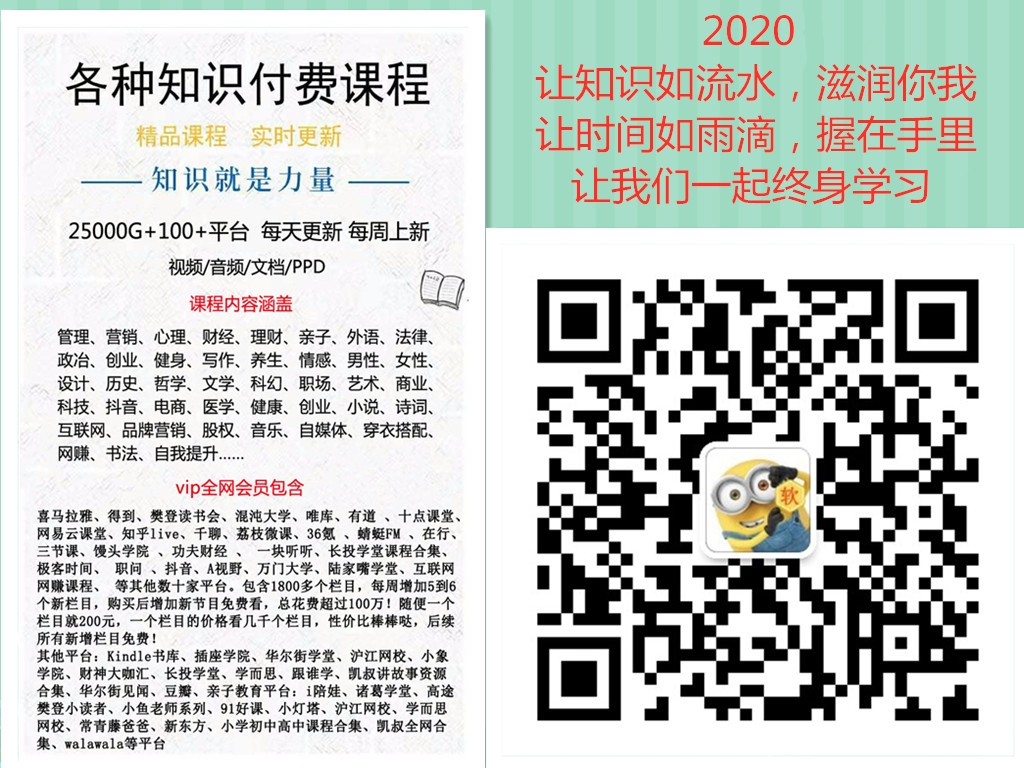 各种知识付费课程
精品课程 实时更新
知识就是力量
25000G+100+平台 每天更新 每周上新
视频/音频/文档/PPD
课程内容涵盖
管理、营销、心理、财经、理财、亲子、外语、法律、
政治、创业、健身、写作、养生、情感、男性、女性、
设计、历史、哲学、文学、科幻、职场、艺术、商业、
科技、抖音、电商、医学、健康、创业、小说、诗词、
互联网、品牌营销、股权、音乐、自媒体、穿衣搭配、
网赚、书法、自我提升......
vip全网会员包含
喜马拉雅、得到、樊登读书会、混沌大学、唯库、有道 、十点课堂、
网易云课堂、知乎live、千聊、荔枝微课、36氪 、蜻蜓FM 、在行、
三节课、馒头学院 、功夫财经 、 一块听听、长投学堂课程合集、
极客时间、 职问 、抖音、A视野、万门大学、陆家嘴学堂、互联网
网赚课程、 等其他数十家平台。包含1800多个栏目，每周增加5到6
个新栏目，购买后增加新节目免费看，总花费超过100万！随便一个
栏目就200元，一个栏目的价格看几千个栏目，性价比棒棒哒，后续
所有新增栏目免费！
其他平台：Kindle书库、插座学院、华尔街学堂、沪江网校、小象
学院、财神大咖汇、长投学堂、学而思、跟谁学、凯叔讲故事资源
合集、华尔街见闻、豆瓣、亲子教育平台：i陪娃、诸葛学堂、高途
樊登小读者、小鱼老师系列、91好课、小灯塔、沪江网校、学而思
网校、常青藤爸爸、新东方、小学初中高中课程合集、凯叔全网合
集、walawala等平台
2020
让知识如流水，滋润你我
让时间如雨滴，握在手里
让我们一起终身学习
软